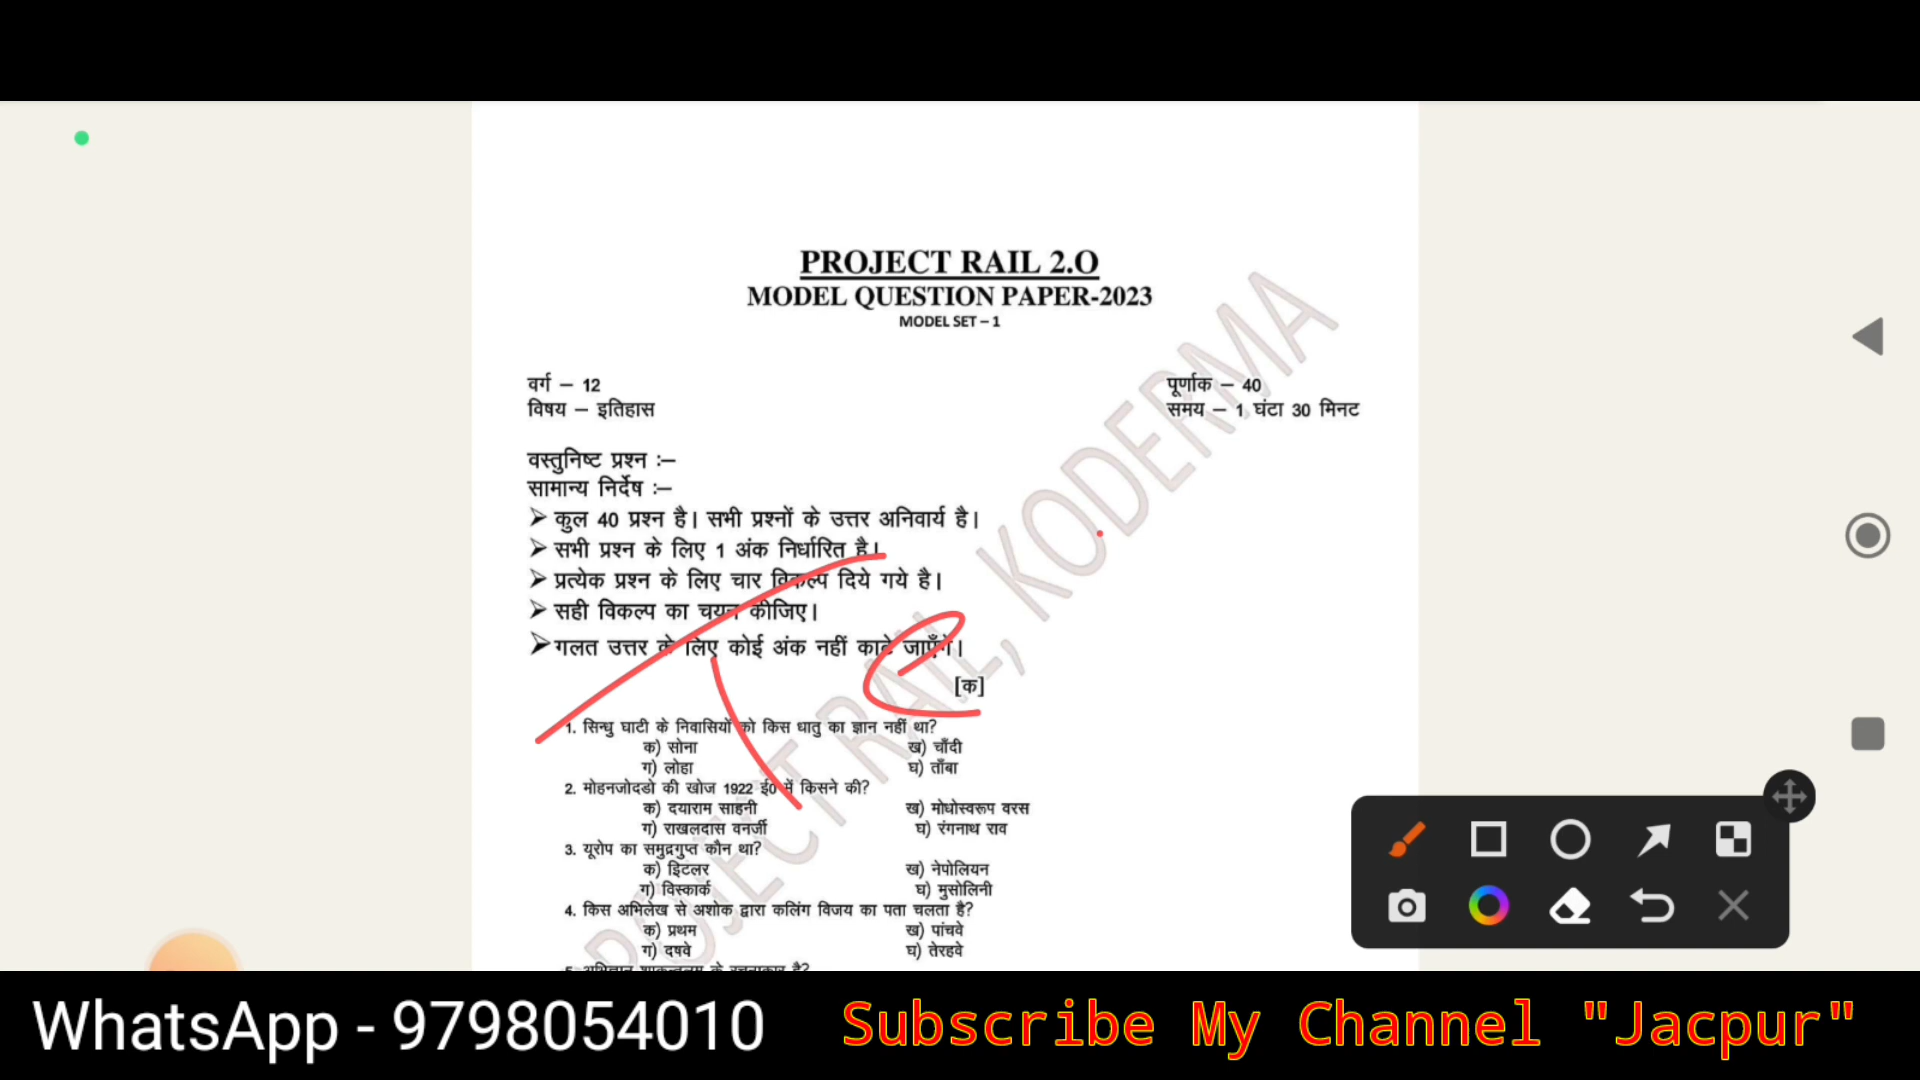 PROJECT RAIL 2.O
MODEL QUESTION PAPER-2023
MODEL SET – 1
वर्ग – 12
पूर्णाक – 40
विषय – इतिहास
समय – 1 घंटा 30 मिनट
वस्तुनिष्ट प्रश्न :–
सामान्य निर्देष :–
➢ कुल 40 प्रश्न है। सभी प्रश्नों के उत्तर अनिवार्य है।
➢ सभी प्रश्न के लिए 1 अंक निर्धारित है।
➢ प्रत्येक प्रश्न के लिए चार विकल्प दिये गये है।
➢ सही विकल्प का चयन कीजिए।
➢ गलत उत्तर के लिए कोई अंक नहीं काटे जाएँगे।
[क]
1. सिन्धु घाटी के निवासियों को किस धातु का ज्ञान नहीं था?
क) सोना ख) चाँदी
ग) लोहा घ) ताँबा
2. मोहनजोदडो की खोज 1922 ई0 में किसने की?
क) दयाराम साहनी ख) मोधोस्वरूप वरस
ग) राखलदास वनर्जी घ) रंगनाथ राव
3. यूरोप का समुद्रगुप्त कौन था?
क) हिटलर ख) नेपोलियन
ग) विस्कार्क घ) मुसोलिनी
4. किस अभिलेख से अशोक द्वारा कलिंग विजय का पता चलता है?
क) प्रथम ख) पांचवे
ग) दषवे घ) तेरहवे
PROJECT RAIL, KODERMA
WhatsApp - 9798054010
Subscribe My Channel "Jacpur"